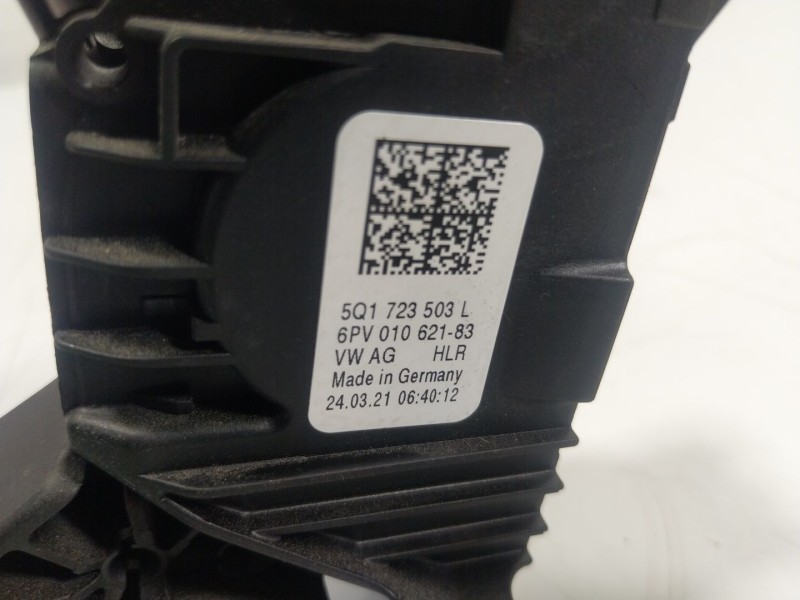 5Q1 723 503 L
6PV 010 621-83
VW AG HLR
Made in Germany
24.03.21 06:40:12